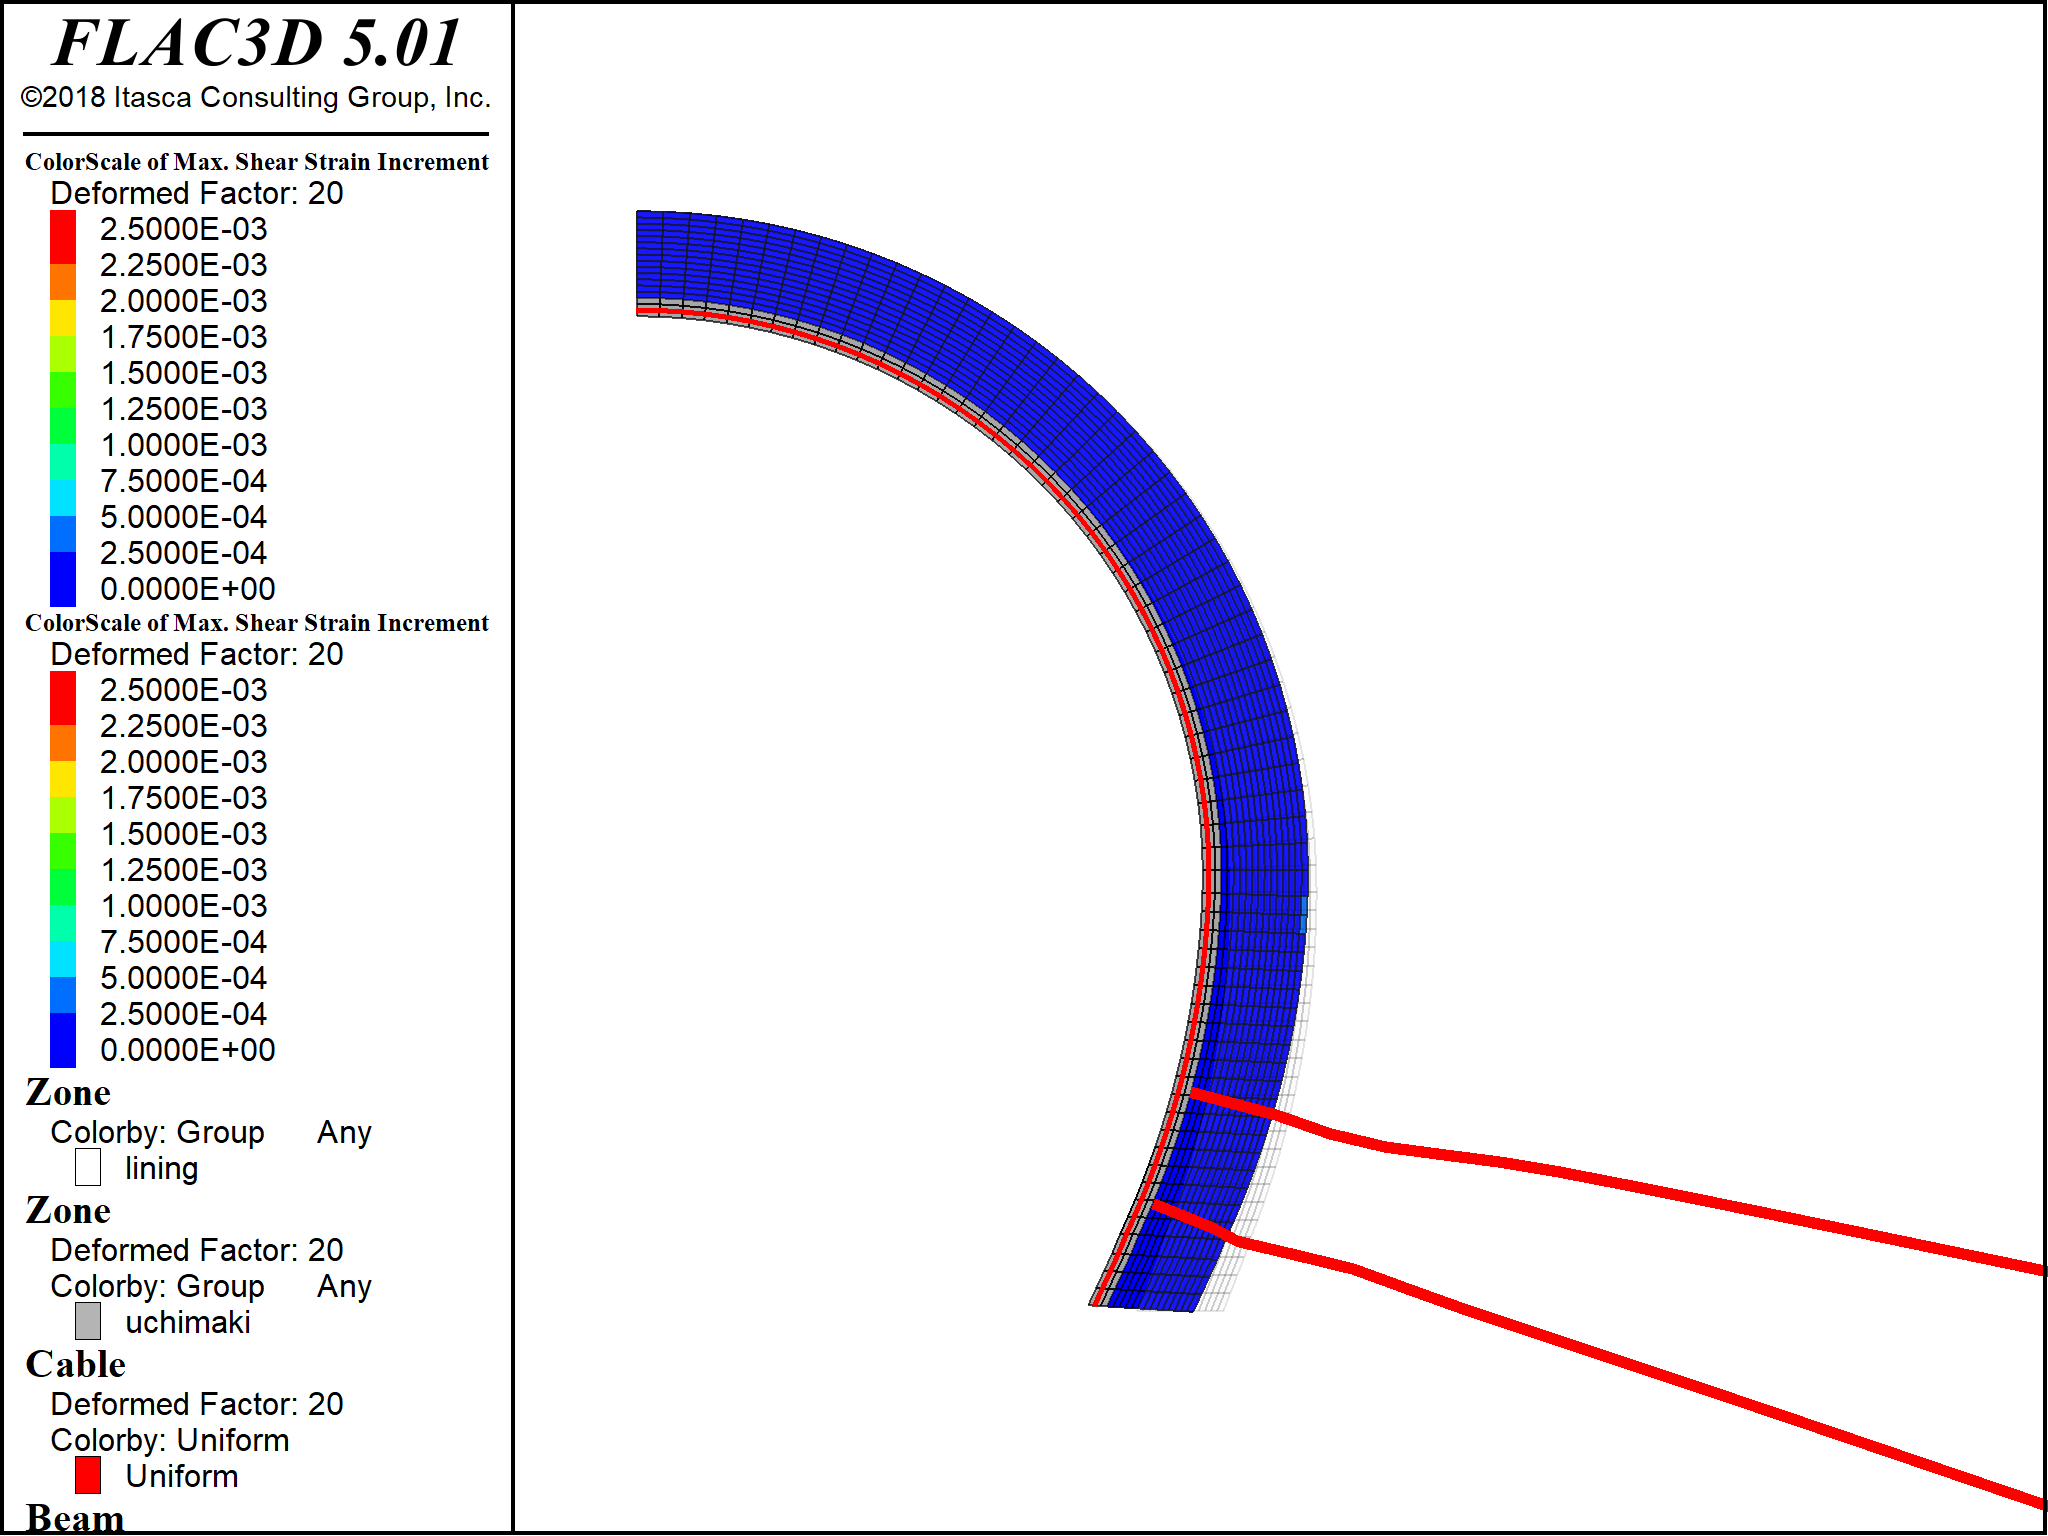 FLAC3D 5.01
©2018 Itasca Consulting Group, Inc.
ColorScale of Max. Shear Strain Increment
Deformed Factor: 20
2.5000E-03
2.2500E-03
2.0000E-03
1.7500E-03
1.5000E-03
1.2500E-03
1.0000E-03
7.5000E-04
5.0000E-04
2.5000E-04
0.0000E+00
ColorScale of Max. Shear Strain Increment
Deformed Factor: 20
2.5000E-03
2.2500E-03
2.0000E-03
1.7500E-03
1.5000E-03
1.2500E-03
1.0000E-03
7.5000E-04
5.0000E-04
2.5000E-04
0.0000E+00
Zone
Colorby: Group Any
lining
Zone
Deformed Factor: 20
Colorby: Group Any
uchimaki
Cable
Deformed Factor: 20
Colorby: Uniform
Uniform
Beam